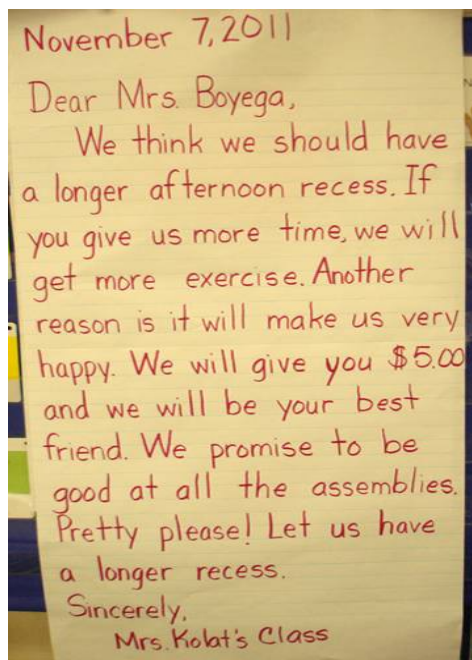 November 7, 2011
Dear Mrs. Boyega,
We think we should have
a longer afternoon recess. If
you give us more time, we will
get more exercise. Another
reason is it will make us very
happy. We will give you $5.00
and we will be your best
friend. We promise to be
good at all the assemblies.
Pretty please! Let us have
a longer recess.
Sincerely,
Mrs. Kolat's Class